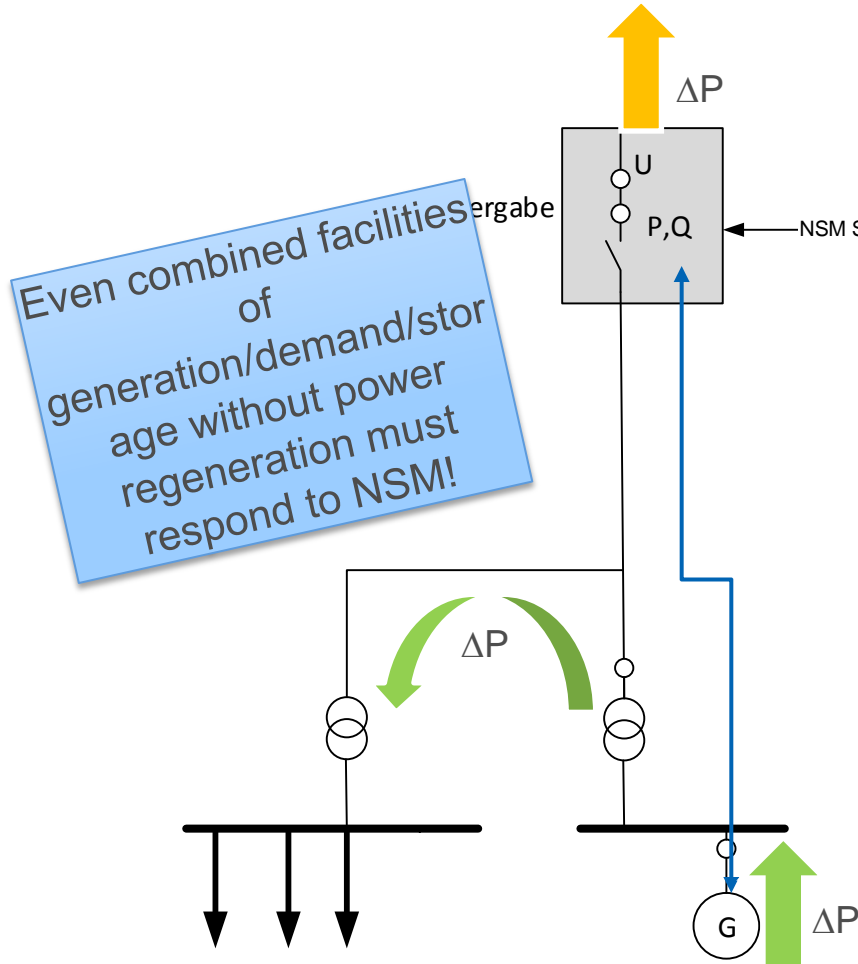 ΔP
U
ergabe
P,Q
NSM S
Even combined facilities
of
generation/demand/stor
age without power
regeneration must
respond to NSM!
ΔP
G
ΔP